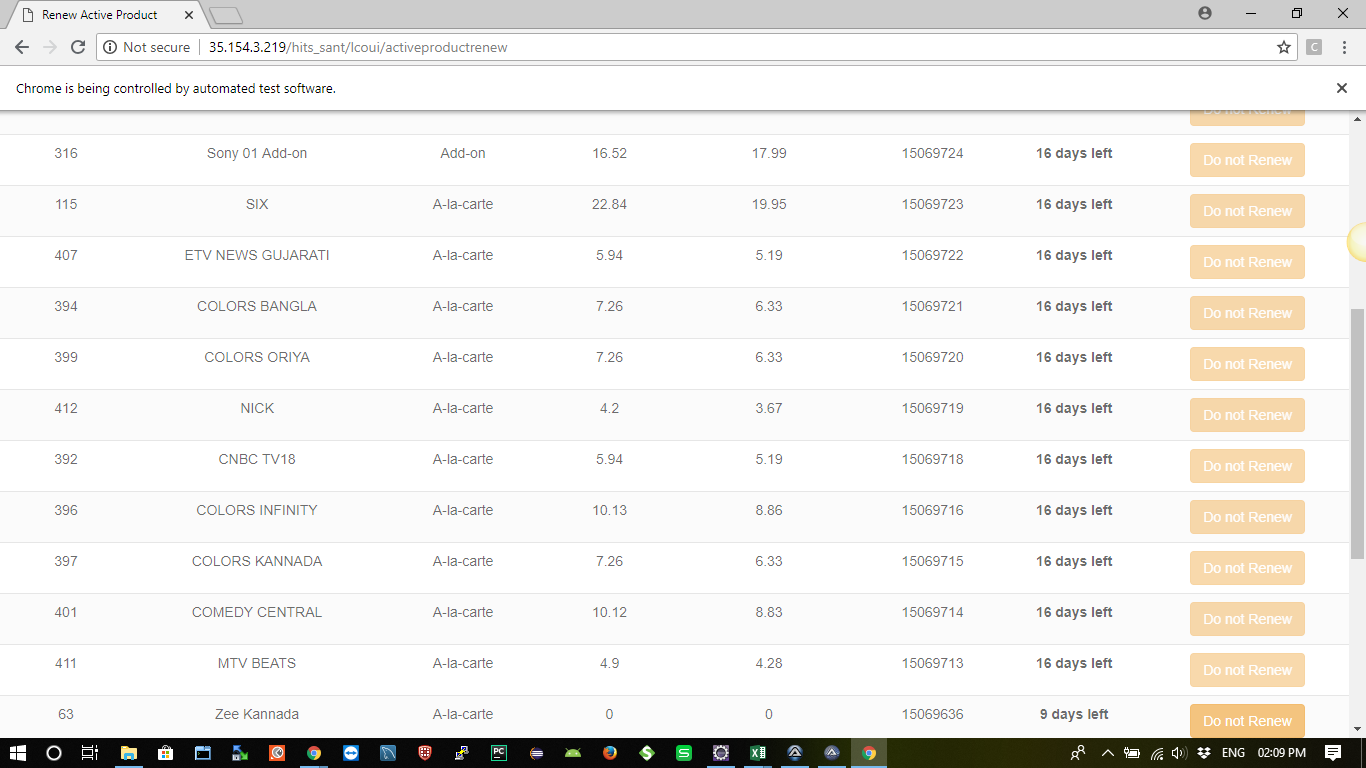 Renew Active Product
Not secure 35.154.3.219/hits_sant/lcoui/activeproductrenew
C
Chrome is being controlled by automated test software.
Do not Renew
316 Sony 01 Add-on Add-on 16.52 17.99 15069724 16 days left Do not Renew
115 SIX A-la-carte 22.84 19.95 15069723 16 days left Do not Renew
407 ETV NEWS GUJARATI A-la-carte 5.94 5.19 15069722 16 days left Do not Renew
394 COLORS BANGLA A-la-carte 7.26 6.33 15069721 16 days left Do not Renew
399 COLORS ORIYA A-la-carte 7.26 6.33 15069720 16 days left Do not Renew
412 NICK A-la-carte 4.2 3.67 15069719 16 days left Do not Renew
392 CNBC TV18 A-la-carte 5.94 5.19 15069718 16 days left Do not Renew
396 COLORS INFINITY A-la-carte 10.13 8.86 15069716 16 days left Do not Renew
397 COLORS KANNADA A-la-carte 7.26 6.33 15069715 16 days left Do not Renew
401 COMEDY CENTRAL A-la-carte 10.12 8.83 15069714 16 days left Do not Renew
411 MTV BEATS A-la-carte 4.9 4.28 15069713 16 days left Do not Renew
63 Zee Kannada A-la-carte 0 0 15069636 9 days left Do not Renew
PC S ENG 02:09 PM